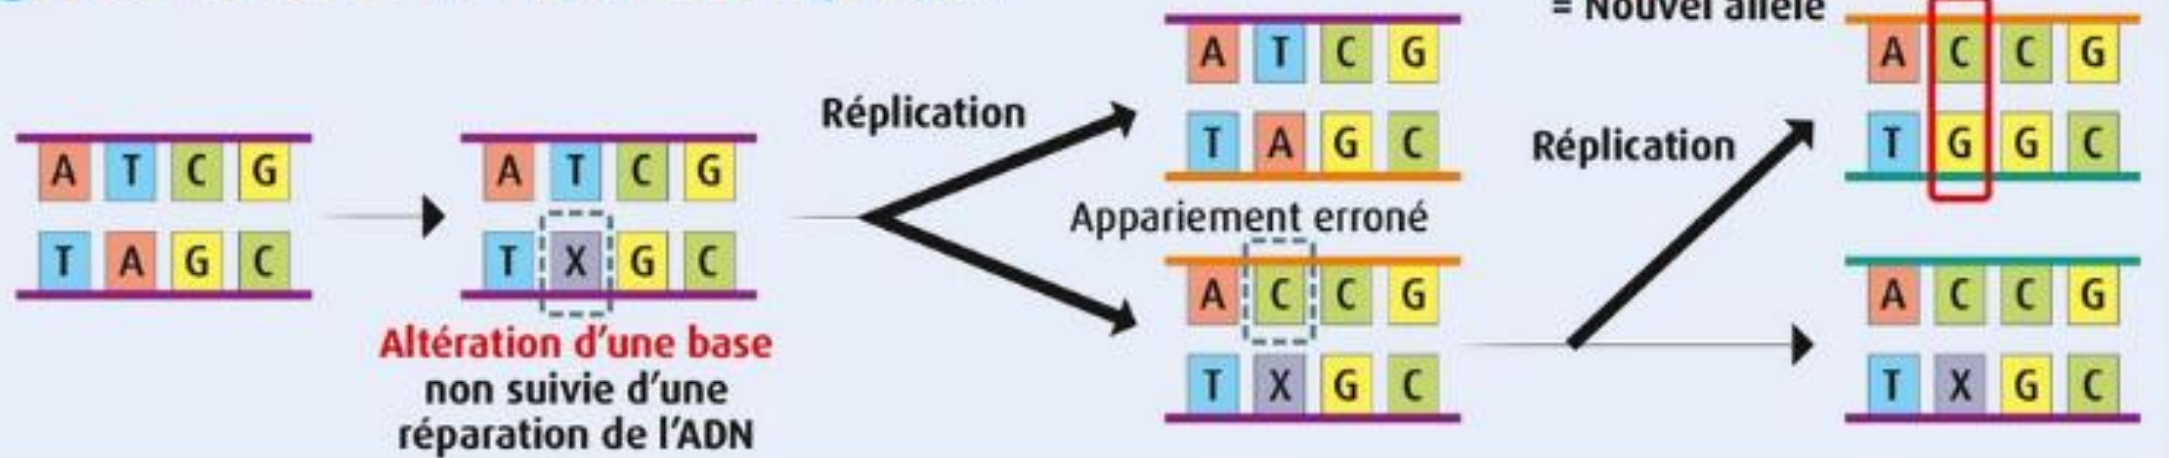 = Nouvel allèle
A T C G
T A G C
A T C G
T X G C
Altération d'une base
non suivie d'une
réparation de l'ADN
Réplication
A T C G
T A G C
Appariement erroné
A C C G
T X G C
Réplication
A C C G
T G G C
A C C G
T X G C